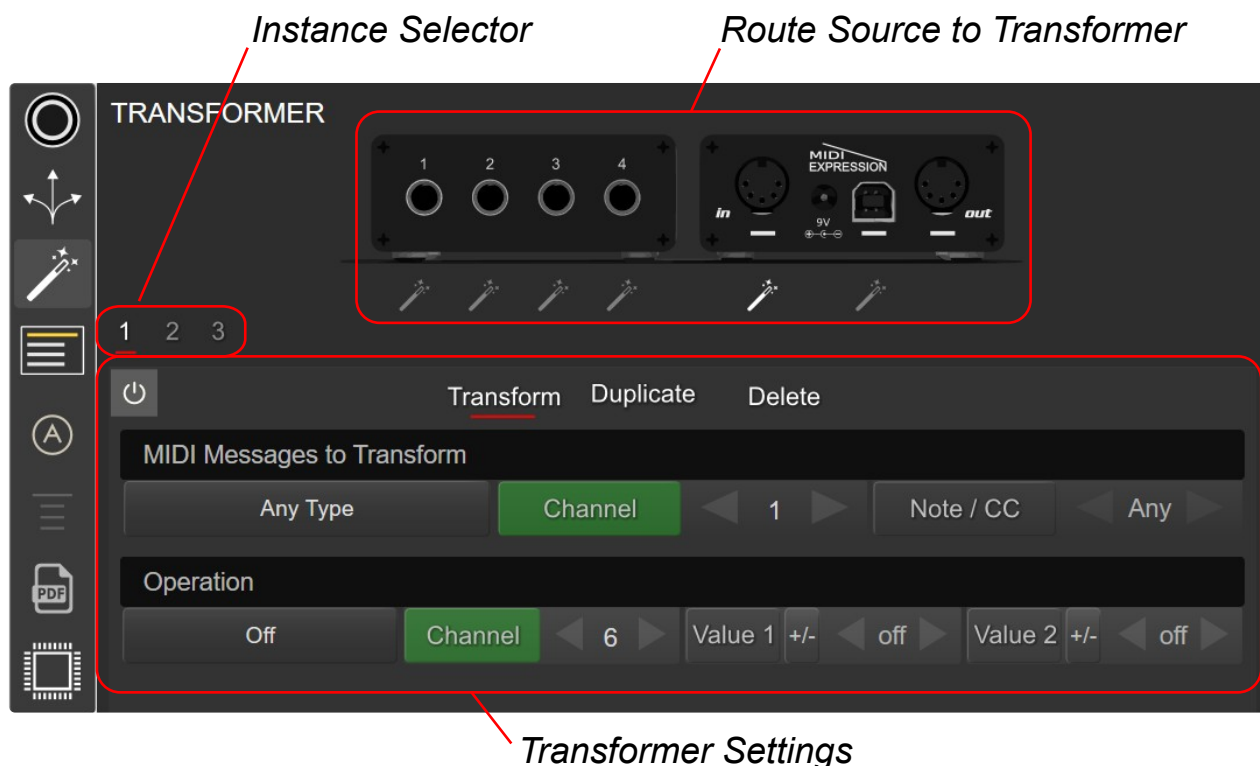 Instance Selector
Route Source to Transformer
TRANSFORMER
1 2 3 4
MIDI
EXPRESSION
in 9V out
1 2 3
Transform Duplicate Delete
A
MIDI Messages to Transform
Any Type Channel 1 Note / CC Any
Operation
PDF
Off Channel 6 Value 1 +/- off Value 2 +/- off
Transformer Settings